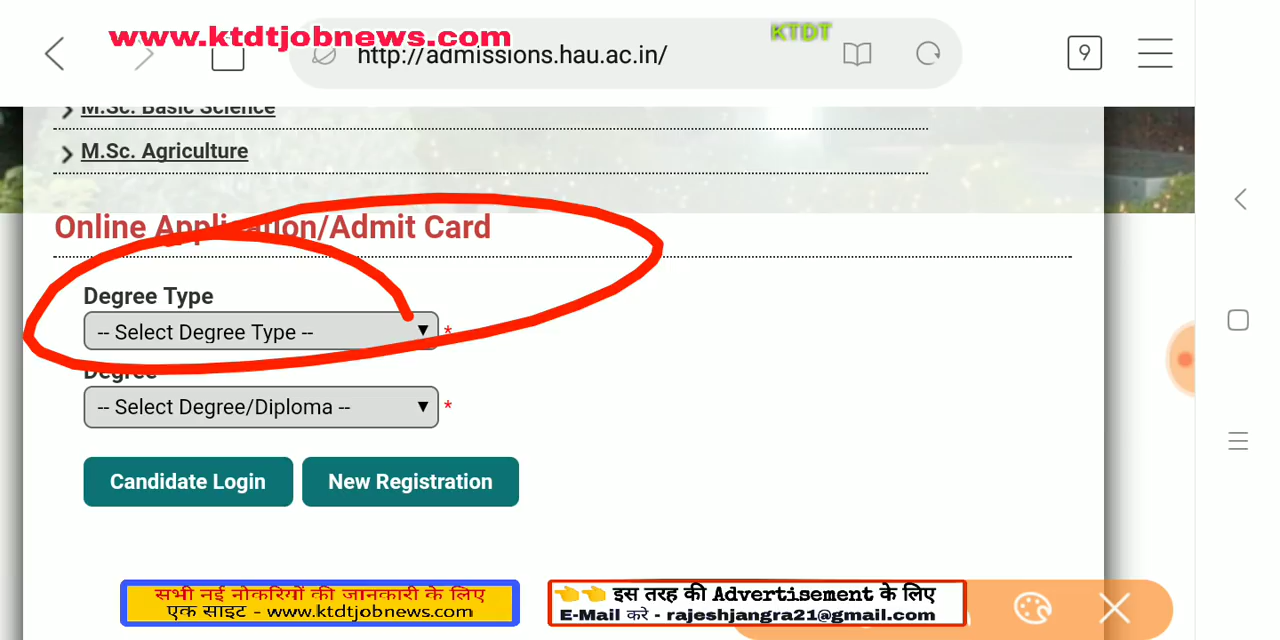 www.ktdtjobnews.com
KTDT
http://admissions.hau.ac.in/
9
M.Sc. Basic Science
M.Sc. Agriculture
Online Application/Admit Card
Degree Type
-- Select Degree Type -- *
Degree
-- Select Degree/Diploma -- *
Candidate Login New Registration
सभी नई नोकरियों की जानकारी के लिए
एक साइट - www.ktdtjobnews.com
👉👉 इस तरह की Advertisement के लिए
E-Mail करे - rajeshjangra21@gmail.com